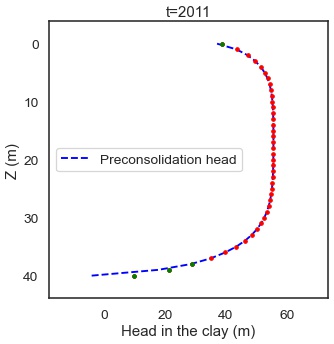 t=2011
0
10
20
30
40
Z (m)
Preconsolidation head
0 20 40 60
Head in the clay (m)